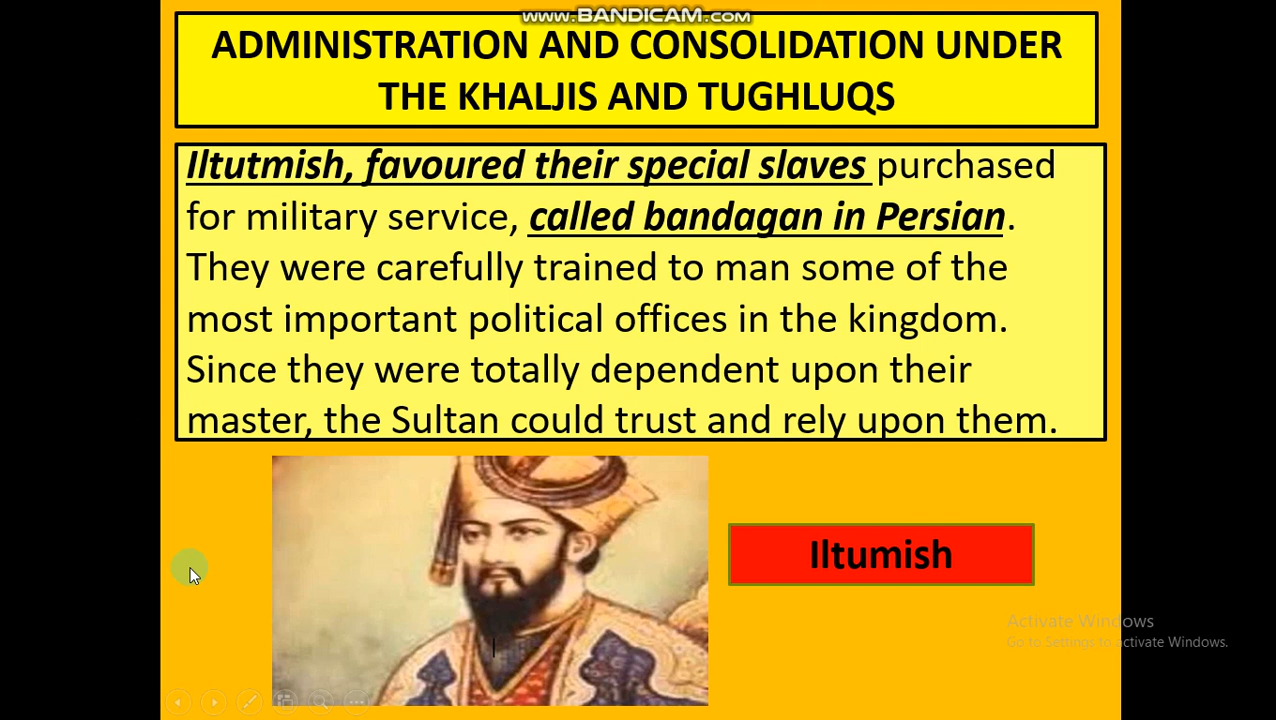 www.BANDICAM.com
ADMINISTRATION AND CONSOLIDATION UNDER
THE KHALJIS AND TUGHLUQS
Iltutmish, favoured their special slaves purchased
for military service, called bandagan in Persian.
They were carefully trained to man some of the
most important political offices in the kingdom.
Since they were totally dependent upon their
master, the Sultan could trust and rely upon them.
Iltumish
Activate Windows
Go to Settings to activate Windows.